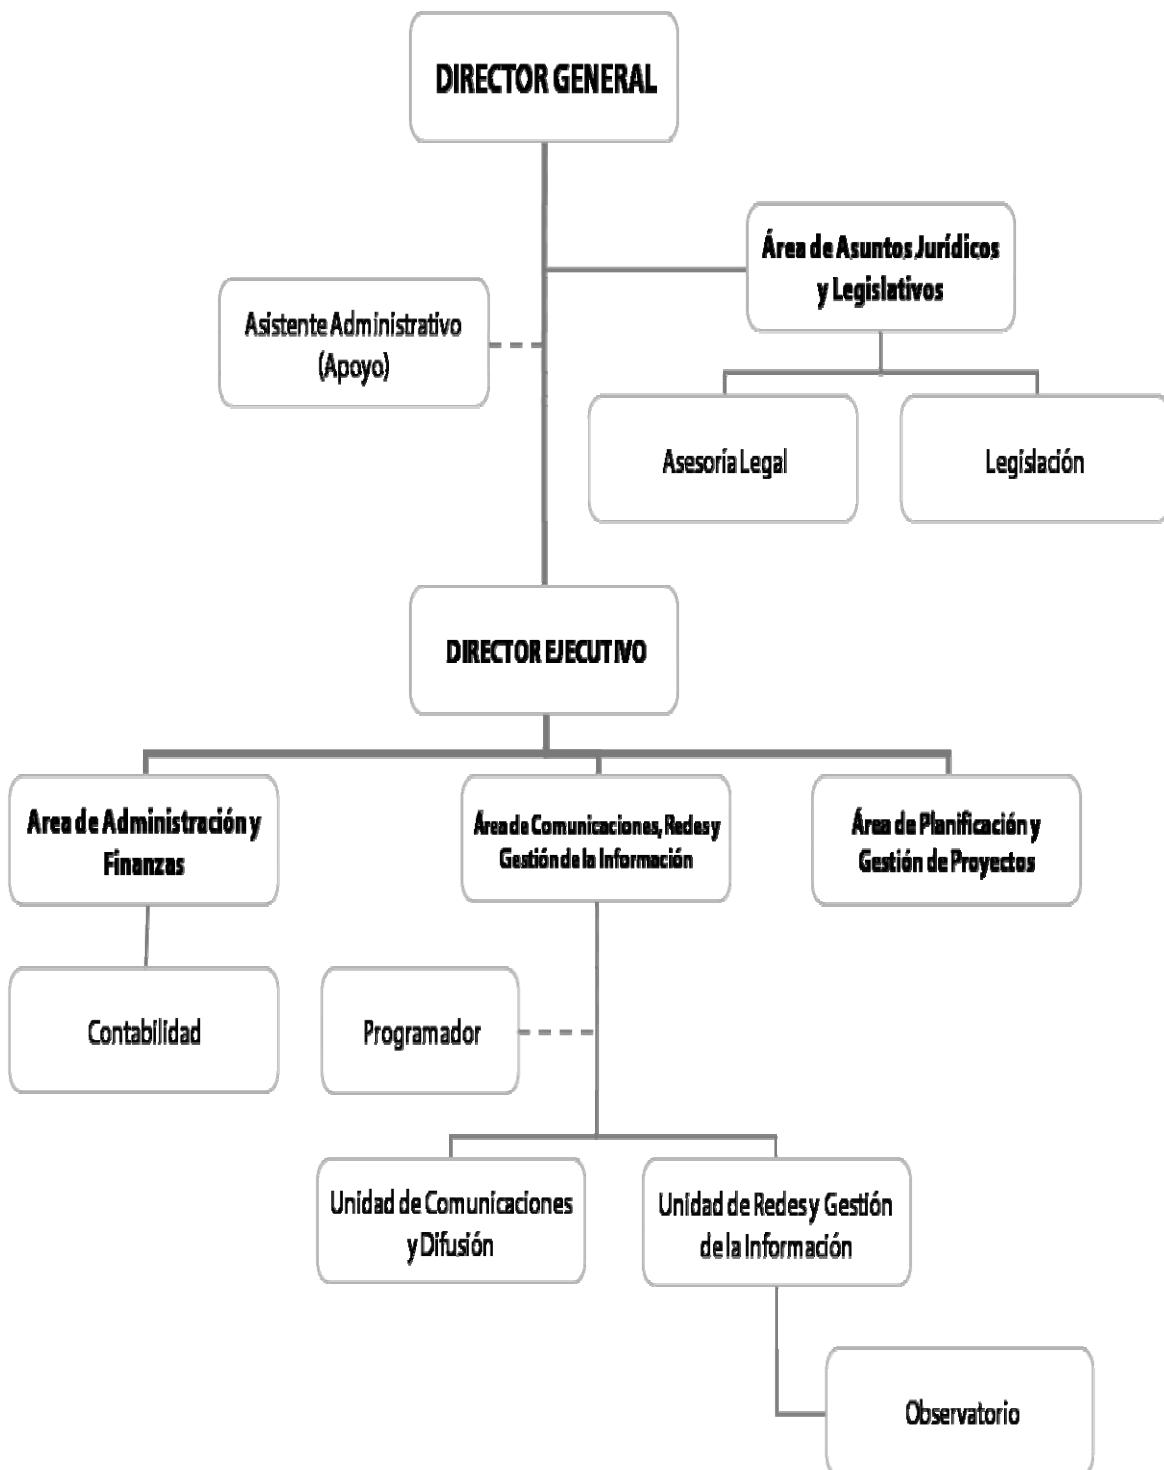 DIRECTOR GENERAL
Área de Asuntos Jurídicos
y Legislativos
Asistente Administrativo
(Apoyo)
Asesoría Legal
Legislación
DIRECTOR EJECUTIVO
Area de Administración y
Finanzas
Área de Comunicaciones, Redes y
Gestión de la Información
Área de Planificación y
Gestión de Proyectos
Contabilidad
Programador
Unidad de Comunicaciones
y Difusión
Unidad de Redes y Gestión
de la Información
Observatorio